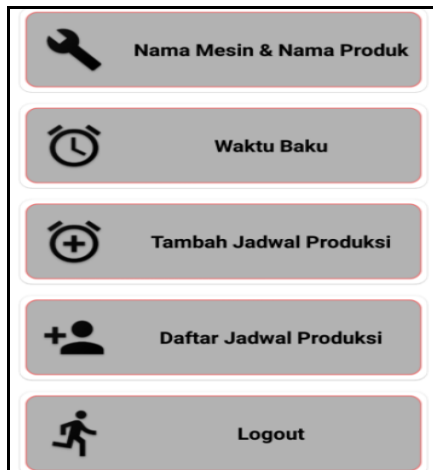 Nama Mesin & Nama Produk
Waktu Baku
Tambah Jadwal Produksi
Daftar Jadwal Produksi
Logout